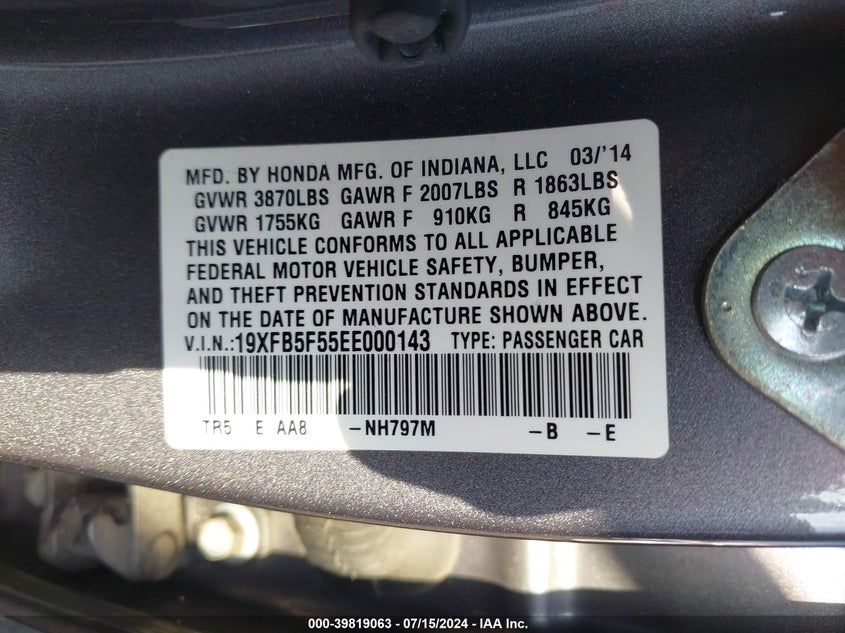 MFD. BY HONDA MFG. OF INDIANA, LLC 03/'14
GVWR 3870LBS GAWR F 2007LBS R 1863LBS
GVWR 1755KG GAWR F 910KG R 845KG
THIS VEHICLE CONFORMS TO ALL APPLICABLE
FEDERAL MOTOR VEHICLE SAFETY, BUMPER,
AND THEFT PREVENTION STANDARDS IN EFFECT
ON THE DATE OF MANUFACTURE SHOWN ABOVE.
V.I.N.:19XFB5F55EE000143 TYPE: PASSENGER CAR
TR5 E AA8 -NH797M -B -E
000-39819063 - 07/15/2024 - IAA Inc.